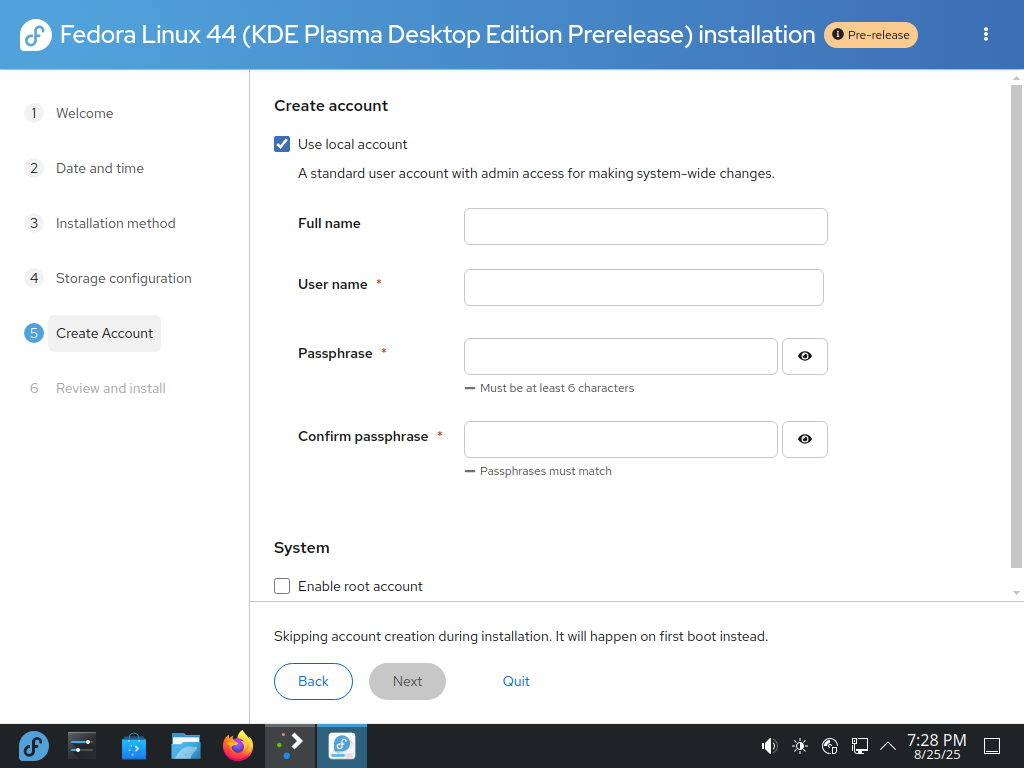 Fedora Linux 44 (KDE Plasma Desktop Edition Prerelease) installation
Pre-release
1 Welcome
2 Date and time
3 Installation method
4 Storage configuration
5 Create Account
6 Review and install
Create account
Use local account
A standard user account with admin access for making system-wide changes.
Full name
User name *
Passphrase *
Must be at least 6 characters
Confirm passphrase *
Passphrases must match
System
Enable root account
Skipping account creation during installation. It will happen on first boot instead.
Back Next Quit
7:28 PM
8/25/25